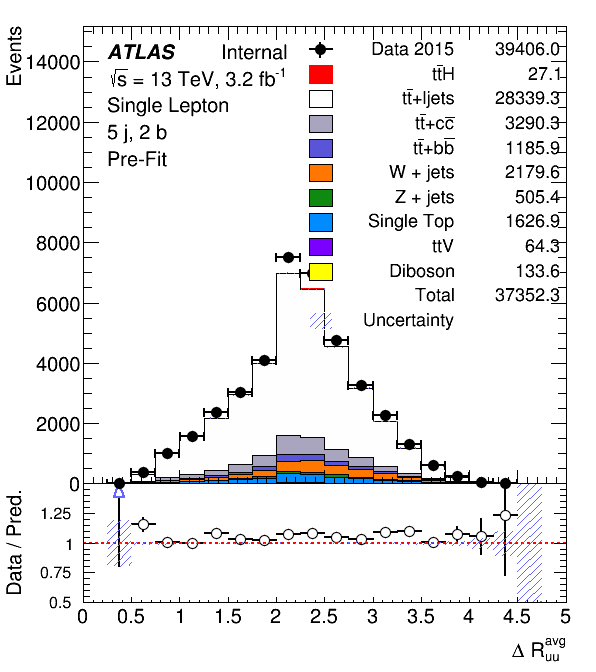 Events
14000
12000
10000
8000
6000
4000
2000
0
ATLAS Internal
√s = 13 TeV, 3.2 fb⁻¹
Single Lepton
5 j, 2 b
Pre-Fit
Data 2015 39406.0
tt̄H 27.1
tt̄+ljets 28339.3
tt̄+cc̄ 3290.3
tt̄+bb̄ 1185.9
W + jets 2179.6
Z + jets 505.4
Single Top 1626.9
ttV 64.3
Diboson 133.6
Total 37352.3
Uncertainty
Data / Pred.
1.25
1
0.75
0.5
0 0.5 1 1.5 2 2.5 3 3.5 4 4.5 5
Δ R_uu^avg